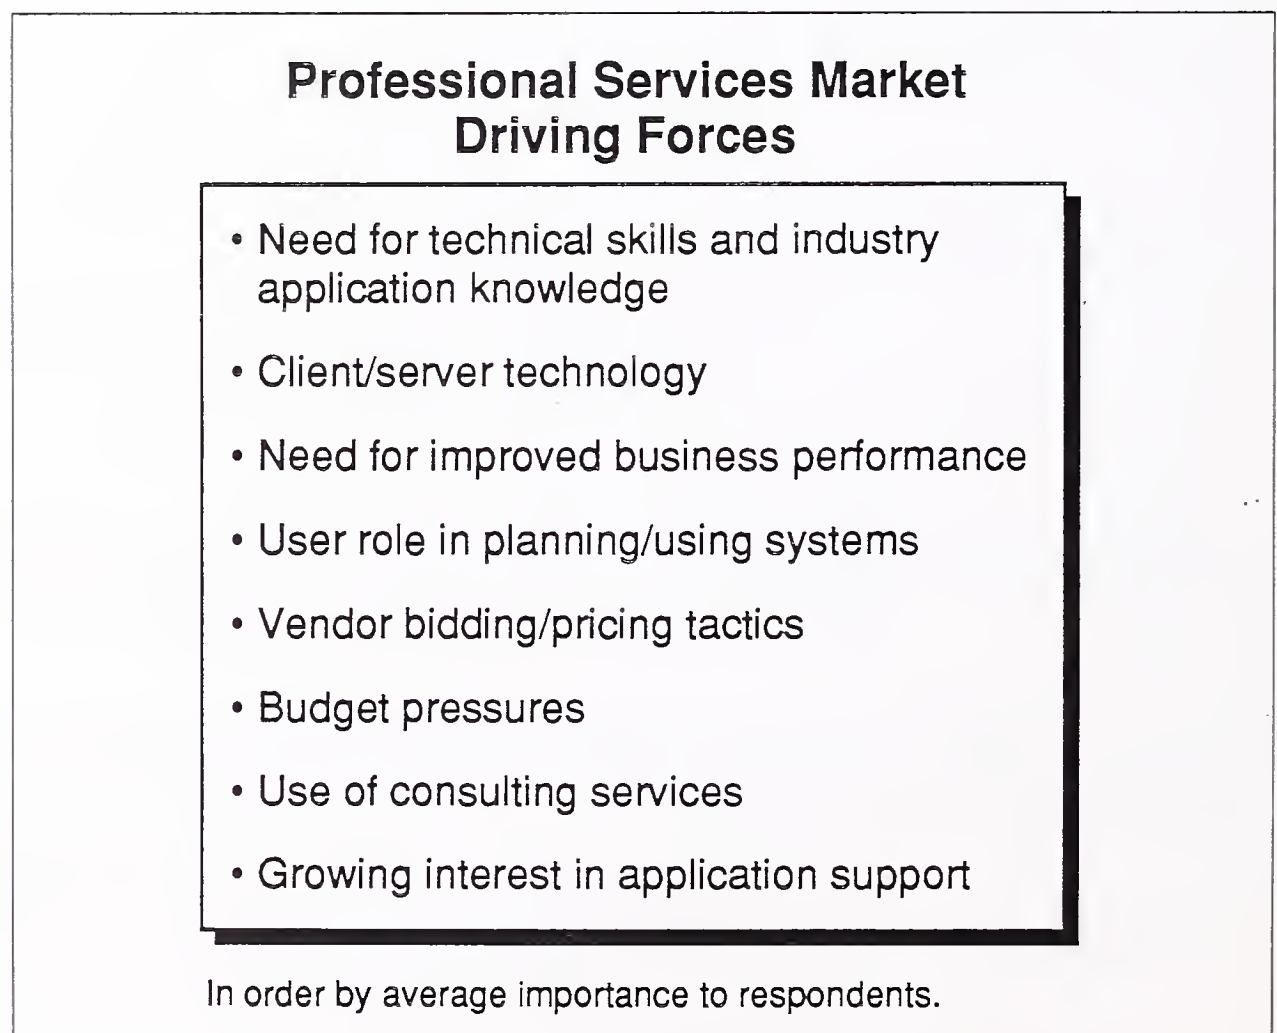 Professional Services Market
Driving Forces
• Need for technical skills and industry
application knowledge
• Client/server technology
• Need for improved business performance
• User role in planning/using systems
• Vendor bidding/pricing tactics
• Budget pressures
• Use of consulting services
• Growing interest in application support
In order by average importance to respondents.